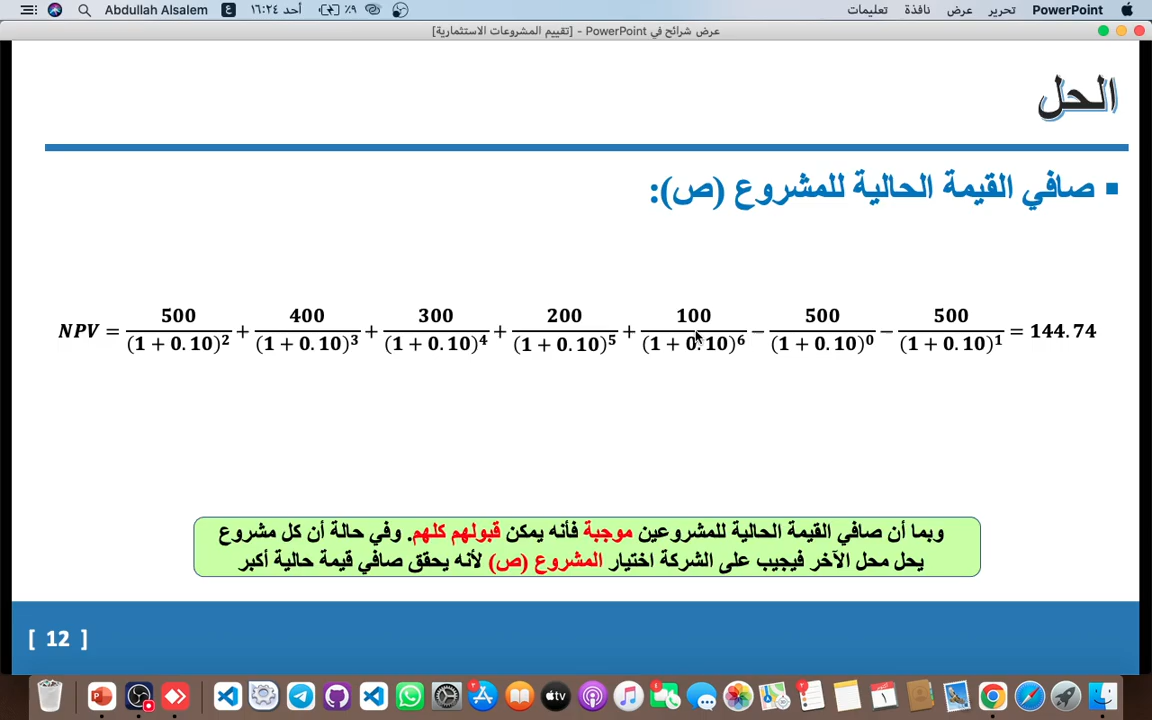 Abdullah Alsalem ع أحد ١٦:٢٤ ٩٪ PowerPoint تحرير عرض نافذة تعليمات
عرض شرائح في PowerPoint - [تقييم المشروعات الاستثمارية]
الحل
▪ صافي القيمة الحالية للمشروع (ص):
NPV = 500/(1 + 0.10)^2 + 400/(1 + 0.10)^3 + 300/(1 + 0.10)^4 + 200/(1 + 0.10)^5 + 100/(1 + 0.10)^6 − 500/(1 + 0.10)^0 − 500/(1 + 0.10)^1 = 144.74
وبما أن صافي القيمة الحالية للمشروعين موجبة فأنه يمكن قبولهم كلهم. وفي حالة أن كل مشروع
يحل محل الآخر فيجيب على الشركة اختيار المشروع (ص) لأنه يحقق صافي قيمة حالية أكبر
[ 12 ]
tv